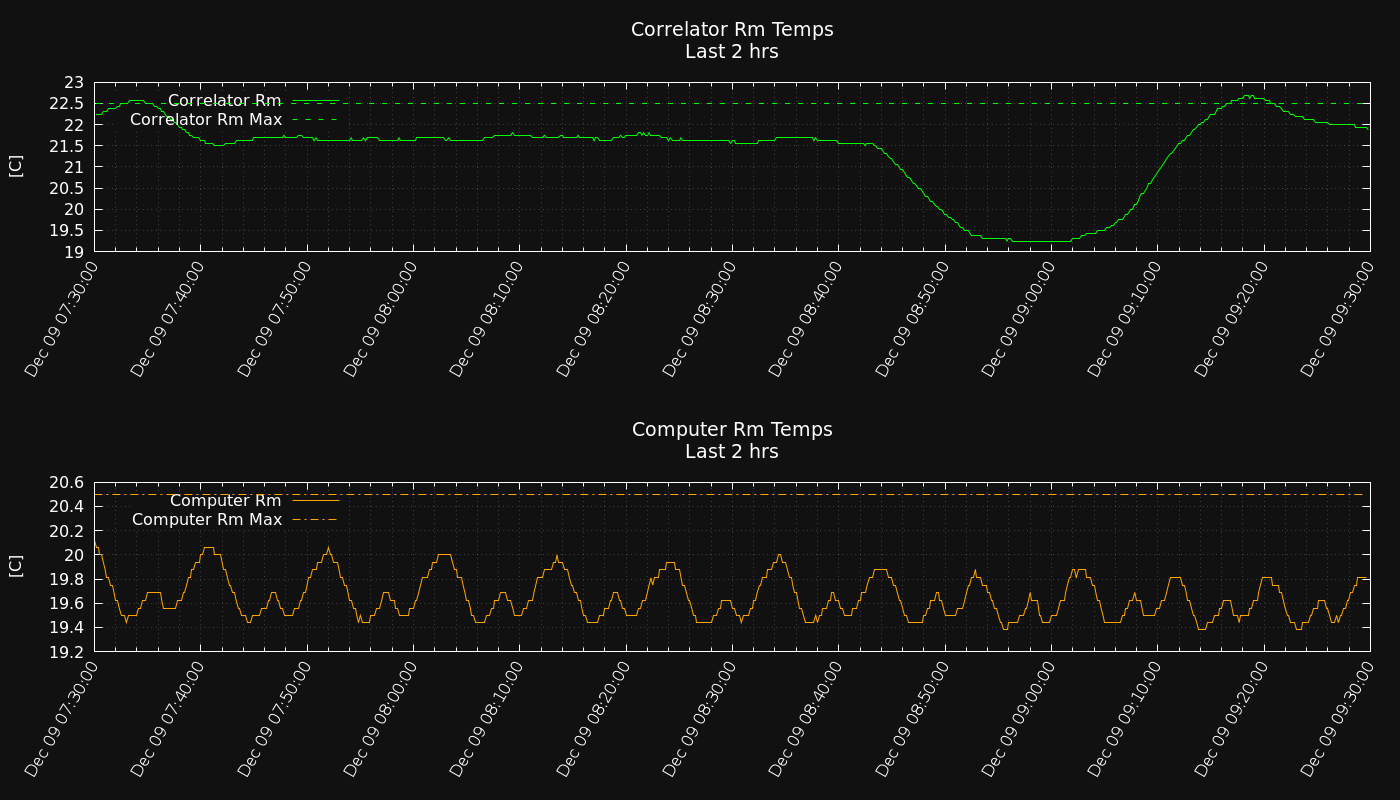 Correlator Rm Temps
Last 2 hrs
[C]
23
22.5
22
21.5
21
20.5
20
19.5
19
Correlator Rm
Correlator Rm Max
Dec 09 07:30:00
Dec 09 07:40:00
Dec 09 07:50:00
Dec 09 08:00:00
Dec 09 08:10:00
Dec 09 08:20:00
Dec 09 08:30:00
Dec 09 08:40:00
Dec 09 08:50:00
Dec 09 09:00:00
Dec 09 09:10:00
Dec 09 09:20:00
Dec 09 09:30:00
Computer Rm Temps
Last 2 hrs
[C]
20.6
20.4
20.2
20
19.8
19.6
19.4
19.2
Computer Rm
Computer Rm Max
Dec 09 07:30:00
Dec 09 07:40:00
Dec 09 07:50:00
Dec 09 08:00:00
Dec 09 08:10:00
Dec 09 08:20:00
Dec 09 08:30:00
Dec 09 08:40:00
Dec 09 08:50:00
Dec 09 09:00:00
Dec 09 09:10:00
Dec 09 09:20:00
Dec 09 09:30:00